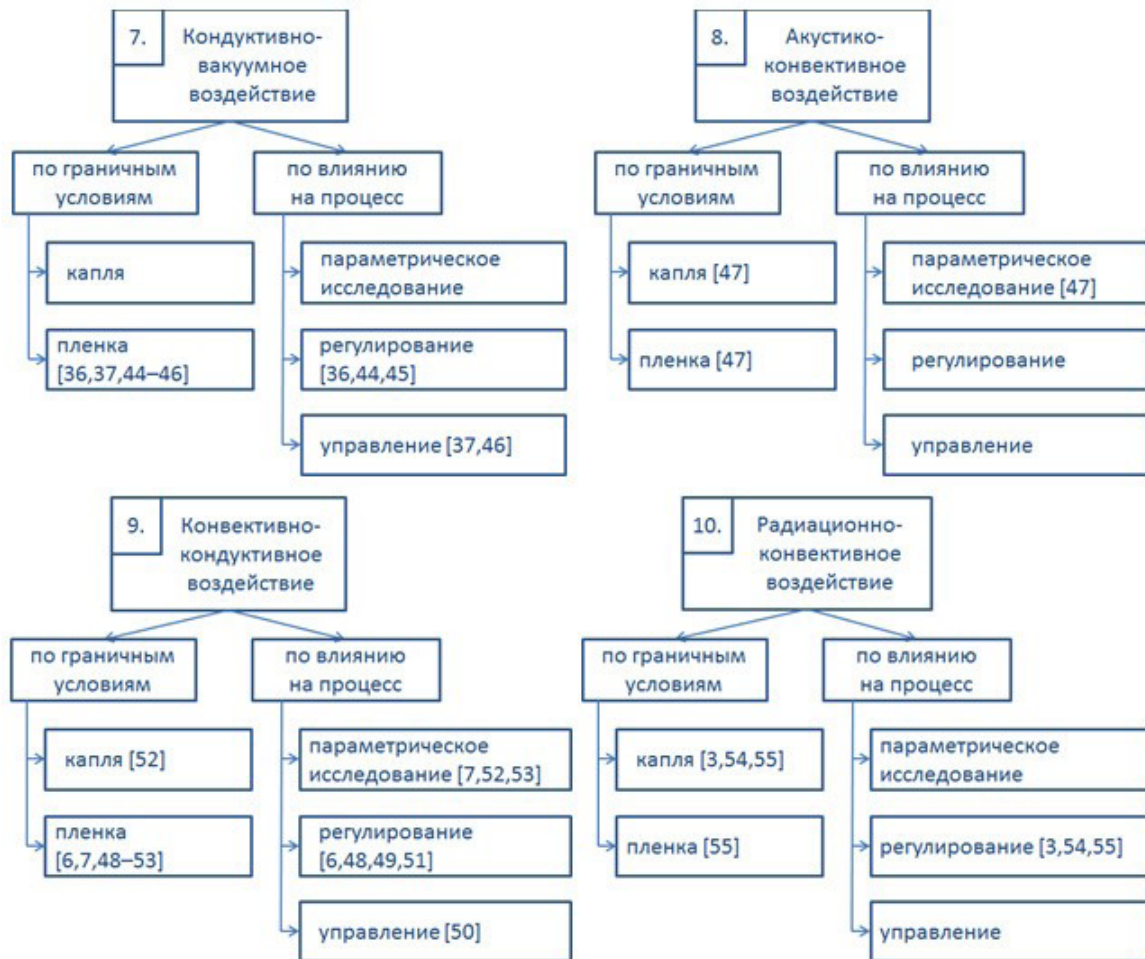 7.
Кондуктивно-
вакуумное
воздействие
по граничным
условиям
капля
пленка
[36,37,44–46]
по влиянию
на процесс
параметрическое
исследование
регулирование
[36,44,45]
управление [37,46]
8.
Акустико-
конвективное
воздействие
по граничным
условиям
капля [47]
пленка [47]
по влиянию
на процесс
параметрическое
исследование [47]
регулирование
управление
9.
Конвективно-
кондуктивное
воздействие
по граничным
условиям
капля [52]
пленка
[6,7,48–53]
по влиянию
на процесс
параметрическое
исследование [7,52,53]
регулирование
[6,48,49,51]
управление [50]
10.
Радиационно-
конвективное
воздействие
по граничным
условиям
капля [3,54,55]
пленка [55]
по влиянию
на процесс
параметрическое
исследование
регулирование [3,54,55]
управление